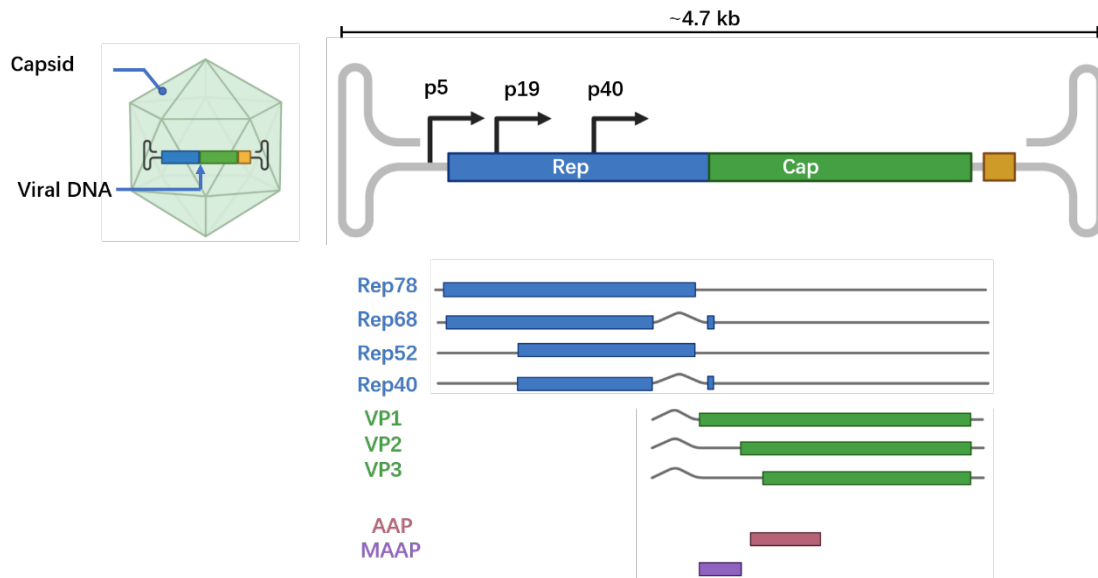 ~4.7 kb
Capsid
p5 p19 p40
Rep Cap
Viral DNA
Rep78
Rep68
Rep52
Rep40
VP1
VP2
VP3
AAP
MAAP